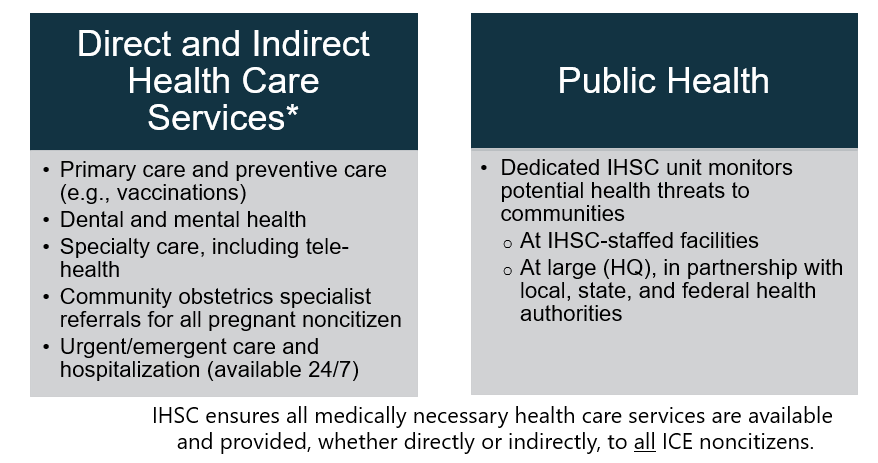 Direct and Indirect
Health Care
Services*
• Primary care and preventive care
(e.g., vaccinations)
• Dental and mental health
• Specialty care, including tele-
health
• Community obstetrics specialist
referrals for all pregnant noncitizen
• Urgent/emergent care and
hospitalization (available 24/7)
Public Health
• Dedicated IHSC unit monitors
potential health threats to
communities
o At IHSC-staffed facilities
o At large (HQ), in partnership with
local, state, and federal health
authorities
IHSC ensures all medically necessary health care services are available
and provided, whether directly or indirectly, to all ICE noncitizens.